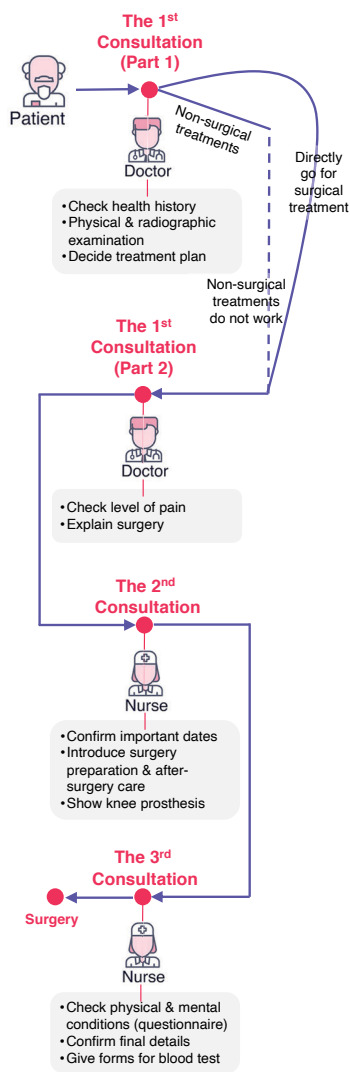 The 1st
Consultation
(Part 1)
Patient
Non-surgical
treatments
Directly
go for
surgical
treatment
Doctor
•Check health history
•Physical & radiographic
examination
•Decide treatment plan
Non-surgical
treatments
do not work
The 1st
Consultation
(Part 2)
Doctor
•Check level of pain
•Explain surgery
The 2nd
Consultation
Nurse
•Confirm important dates
•Introduce surgery
preparation & after-
surgery care
•Show knee prosthesis
The 3rd
Consultation
Surgery
Nurse
•Check physical & mental
conditions (questionnaire)
•Confirm final details
•Give forms for blood test